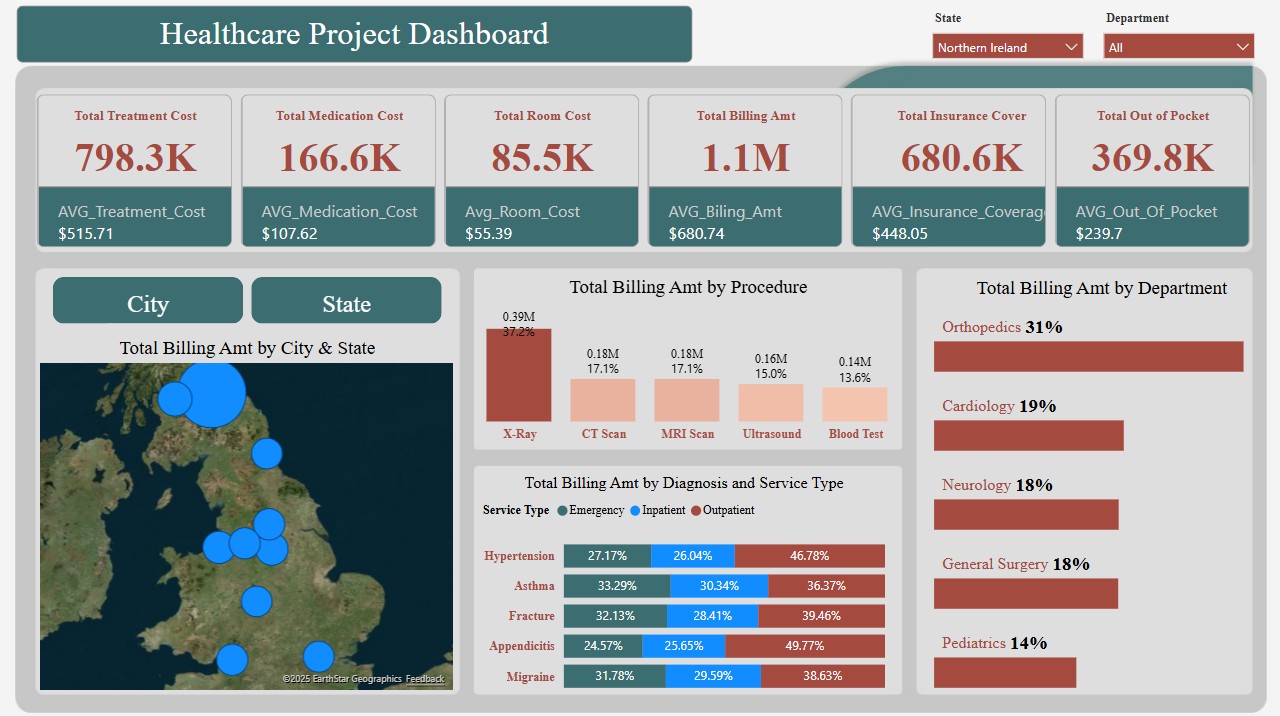 Healthcare Project Dashboard
State
Department
Northern Ireland
All
Total Treatment Cost
798.3K
AVG_Treatment_Cost
$515.71
Total Medication Cost
166.6K
AVG_Medication_Cost
$107.62
Total Room Cost
85.5K
Avg_Room_Cost
$55.39
Total Billing Amt
1.1M
AVG_Biling_Amt
$680.74
Total Insurance Cover
680.6K
AVG_Insurance_Coverag
$448.05
Total Out of Pocket
369.8K
AVG_Out_Of_Pocket
$239.7
City
State
Total Billing Amt by City & State
©2025 EarthStar Geographics Feedback
Total Billing Amt by Procedure
0.39M
37.2%
0.18M
17.1%
0.18M
17.1%
0.16M
15.0%
0.14M
13.6%
X-Ray
CT Scan
MRI Scan
Ultrasound
Blood Test
Total Billing Amt by Diagnosis and Service Type
Service Type Emergency Inpatient Outpatient
Hypertension 27.17% 26.04% 46.78%
Asthma 33.29% 30.34% 36.37%
Fracture 32.13% 28.41% 39.46%
Appendicitis 24.57% 25.65% 49.77%
Migraine 31.78% 29.59% 38.63%
Total Billing Amt by Department
Orthopedics 31%
Cardiology 19%
Neurology 18%
General Surgery 18%
Pediatrics 14%